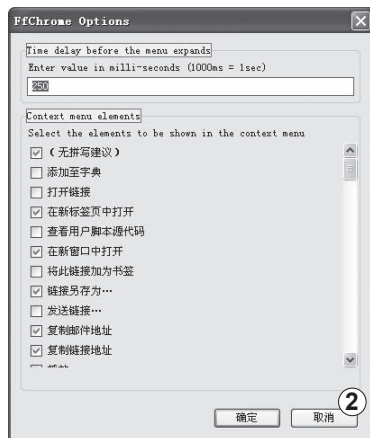 FfChrome Options
Time delay before the menu expands
Enter value in milli-seconds (1000ms = 1sec)
250
Context menu elements
Select the elements to be shown in the context menu
（无拼写建议）
添加至字典
打开链接
在新标签页中打开
查看用户脚本源代码
在新窗口中打开
将此链接加为书签
链接另存为…
发送链接…
复制邮件地址
复制链接地址
确定 取消 2